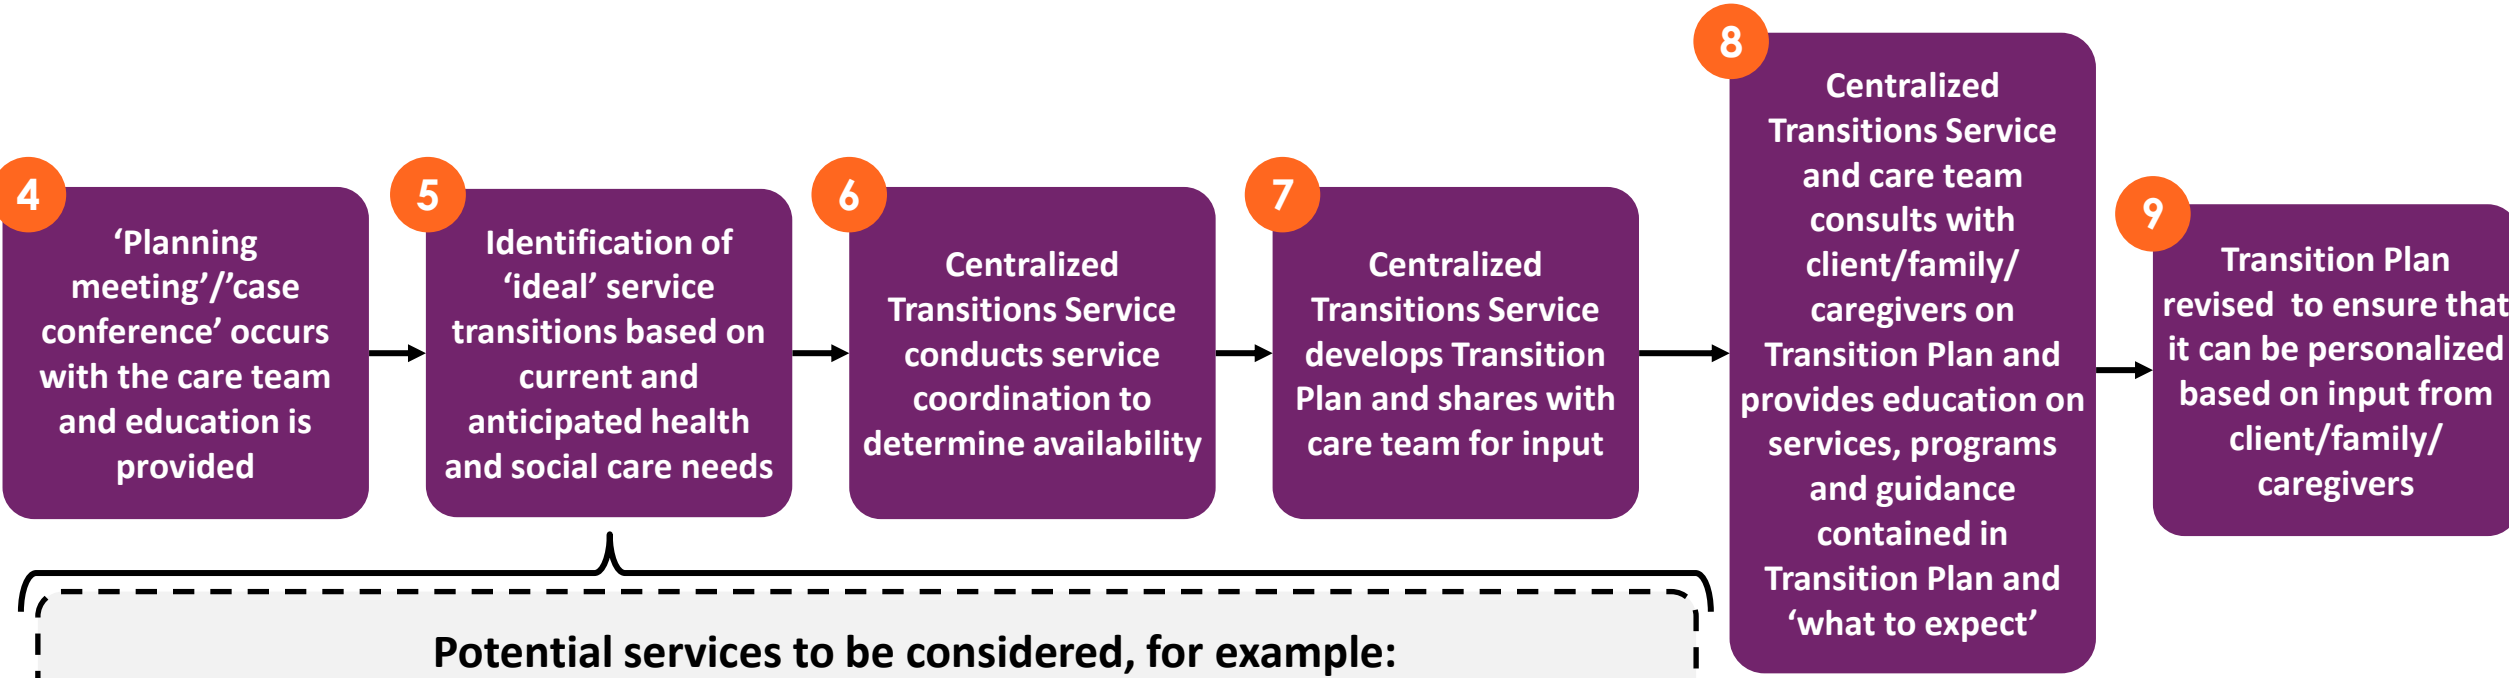 4
‘Planning
meeting’/’case
conference’ occurs
with the care team
and education is
provided
5
Identification of
‘ideal’ service
transitions based on
current and
anticipated health
and social care needs
6
Centralized
Transitions Service
conducts service
coordination to
determine availability
7
Centralized
Transitions Service
develops Transition
Plan and shares with
care team for input
8
Centralized
Transitions Service
and care team
consults with
client/family/
caregivers on
Transition Plan and
provides education on
services, programs
and guidance
contained in
Transition Plan and
‘what to expect’
9
Transition Plan
revised to ensure that
it can be personalized
based on input from
client/family/
caregivers
Potential services to be considered, for example: